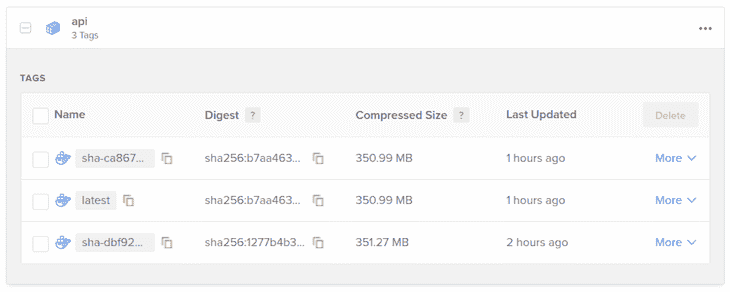 api
3 Tags
TAGS
Name Digest ? Compressed Size ? Last Updated Delete
sha-ca867... sha256:b7aa463... 350.99 MB 1 hours ago More
latest sha256:b7aa463... 350.99 MB 1 hours ago More
sha-dbf92... sha256:1277b4b3... 351.27 MB 2 hours ago More